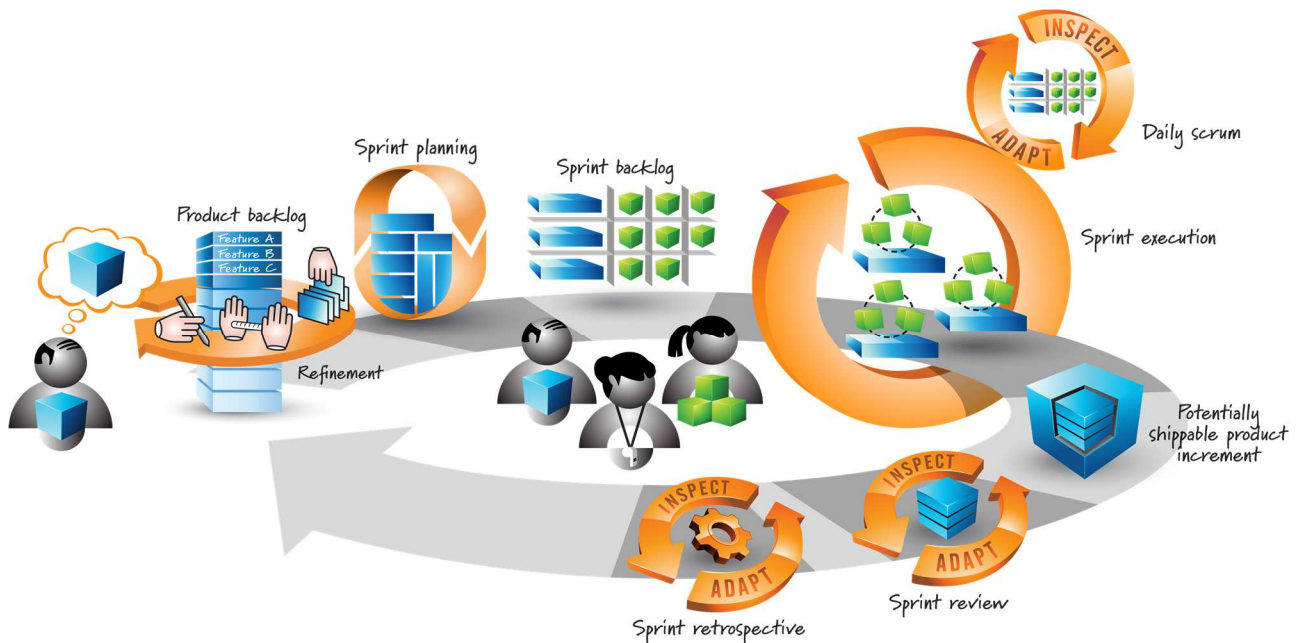 INSPECT
ADAPT
Daily scrum
Sprint planning
Sprint backlog
Product backlog
Feature A
Feature B
Feature C
Sprint execution
Refinement
Potentially
shippable product
increment
INSPECT
ADAPT
Sprint review
INSPECT
ADAPT
Sprint retrospective